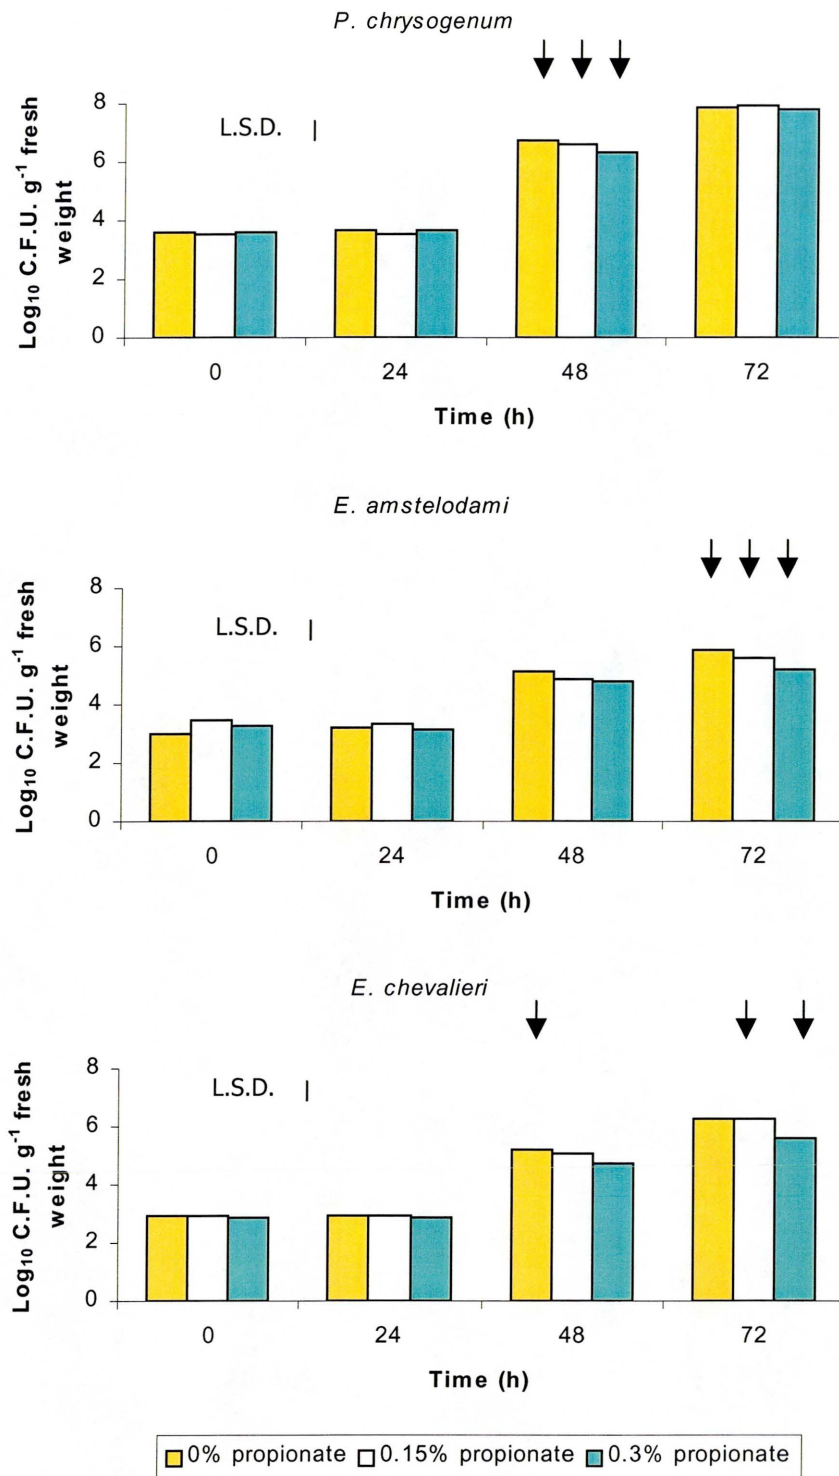 P. chrysogenum
L.S.D.
Log₁₀ C.F.U. g⁻¹ fresh
weight
8
6
4
2
0
0 24 48 72
Time (h)
E. amstelodami
L.S.D.
Log₁₀ C.F.U. g⁻¹ fresh
weight
8
6
4
2
0
0 24 48 72
Time (h)
E. chevalieri
L.S.D.
Log₁₀ C.F.U. g⁻¹ fresh
weight
8
6
4
2
0
0 24 48 72
Time (h)
0% propionate 0.15% propionate 0.3% propionate